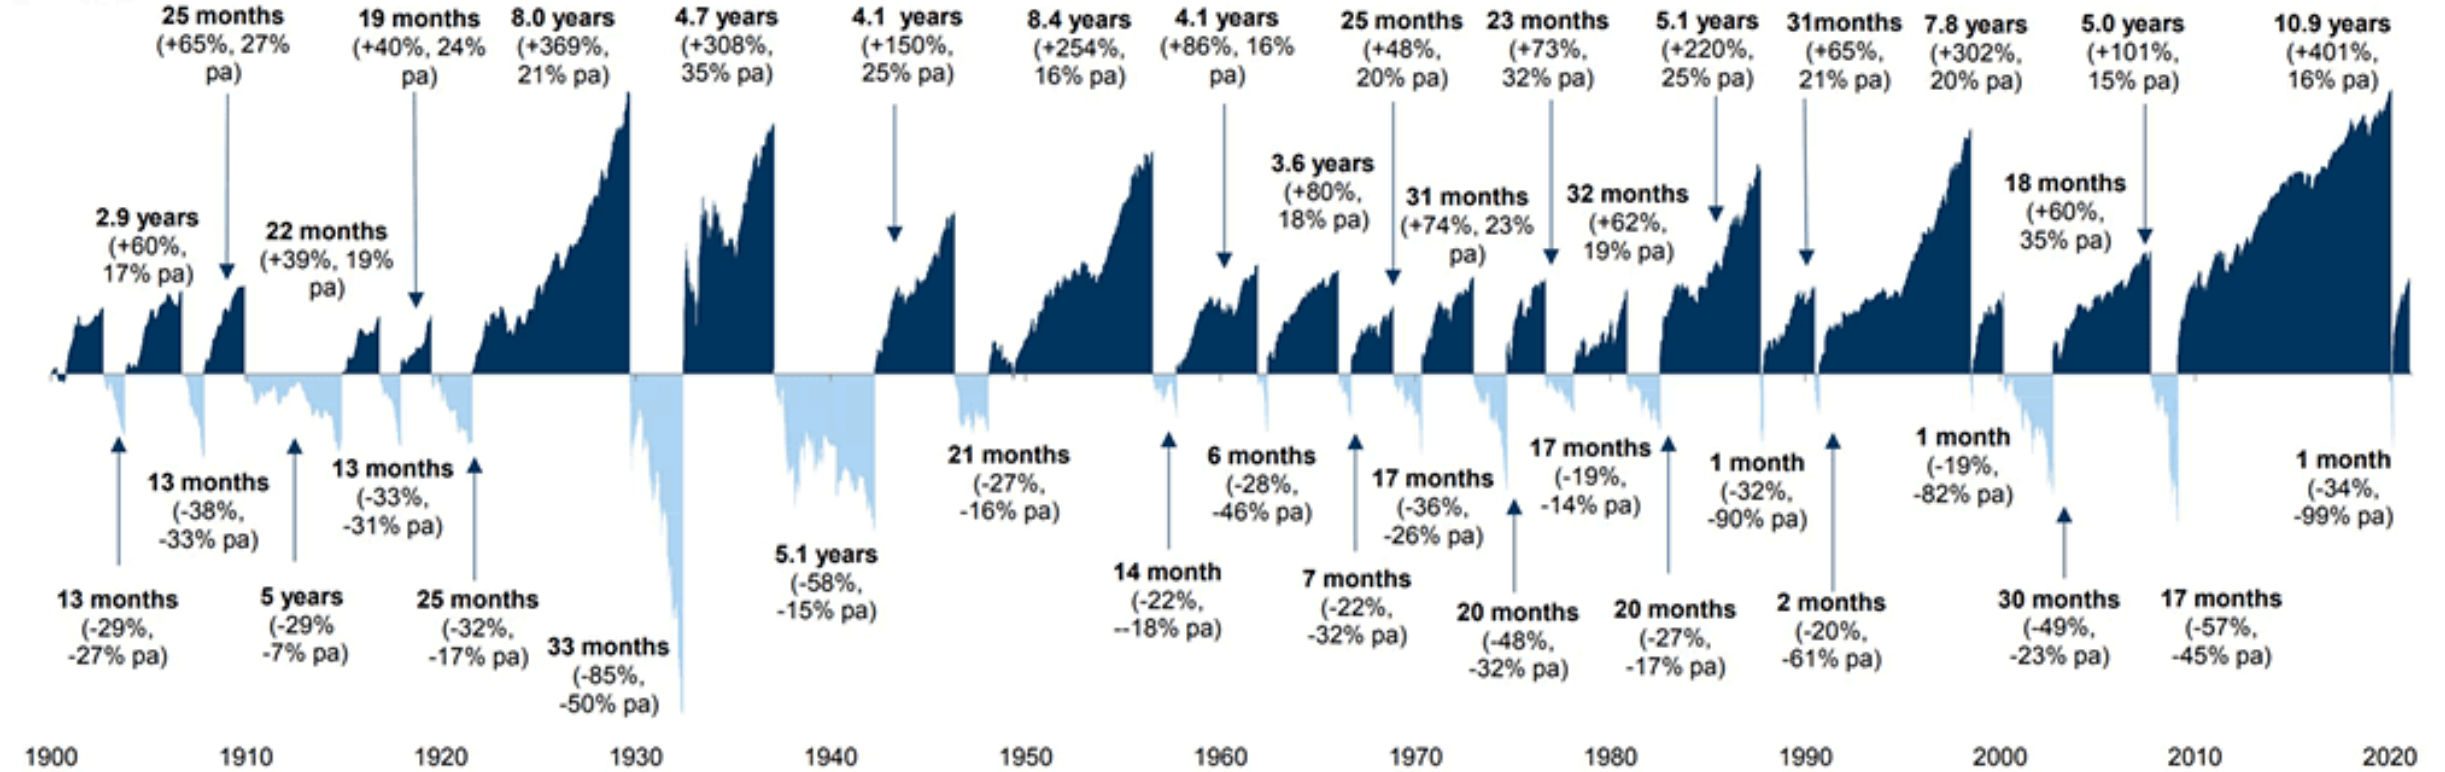 25 months
(+65%, 27%
pa)
19 months
(+40%, 24%
pa)
8.0 years
(+369%,
21% pa)
4.7 years
(+308%,
35% pa)
4.1 years
(+150%,
25% pa)
8.4 years
(+254%,
16% pa)
4.1 years
(+86%, 16%
pa)
25 months
(+48%,
20% pa)
23 months
(+73%,
32% pa)
5.1 years
(+220%,
25% pa)
31months
(+65%,
21% pa)
7.8 years
(+302%,
20% pa)
5.0 years
(+101%,
15% pa)
10.9 years
(+401%,
16% pa)
2.9 years
(+60%,
17% pa)
22 months
(+39%, 19%
pa)
3.6 years
(+80%,
18% pa)
31 months
(+74%, 23%
pa)
32 months
(+62%,
19% pa)
18 months
(+60%,
35% pa)
13 months
(-29%,
-27% pa)
13 months
(-38%,
-33% pa)
5 years
(-29%
-7% pa)
13 months
(-33%,
-31% pa)
25 months
(-32%,
-17% pa)
33 months
(-85%,
-50% pa)
5.1 years
(-58%,
-15% pa)
21 months
(-27%,
-16% pa)
14 month
(-22%,
--18% pa)
6 months
(-28%,
-46% pa)
7 months
(-22%,
-32% pa)
17 months
(-36%,
-26% pa)
20 months
(-48%,
-32% pa)
17 months
(-19%,
-14% pa)
20 months
(-27%,
-17% pa)
1 month
(-32%,
-90% pa)
2 months
(-20%,
-61% pa)
1 month
(-19%,
-82% pa)
30 months
(-49%,
-23% pa)
17 months
(-57%,
-45% pa)
1 month
(-34%,
-99% pa)
1900 1910 1920 1930 1940 1950 1960 1970 1980 1990 2000 2010 2020